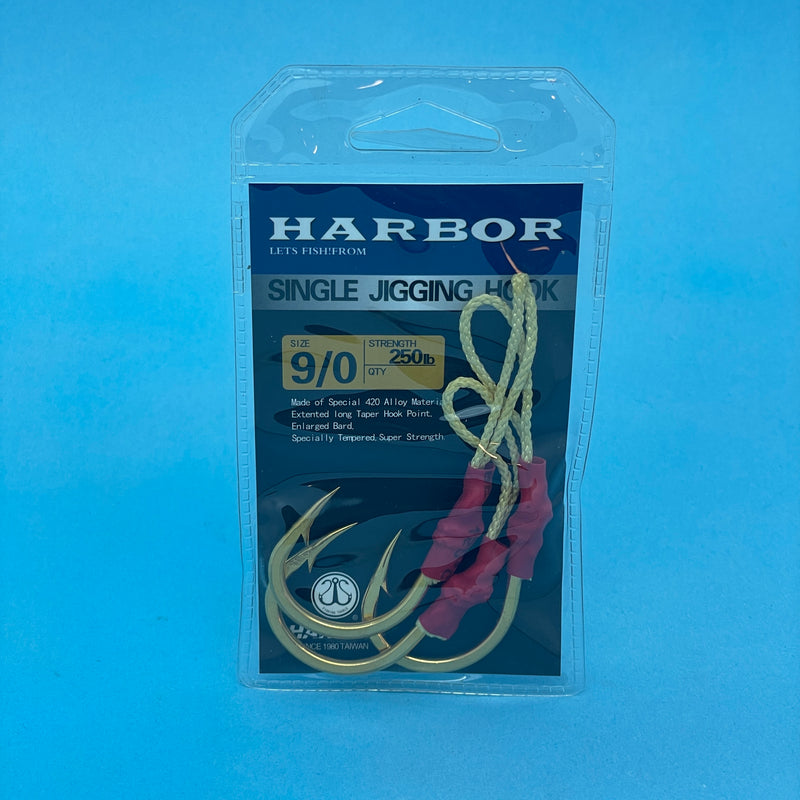 HARBOR
LETS FISH!FROM
SINGLE JIGGING HOOK
SIZE
9/0
STRENGTH
250lb
QTY
Made of Special 420 Alloy Materia
Extented long Taper Hook Point.
Enlarged Bard.
Specially Tempered,Super Strength.
®
1980 TAIWAN